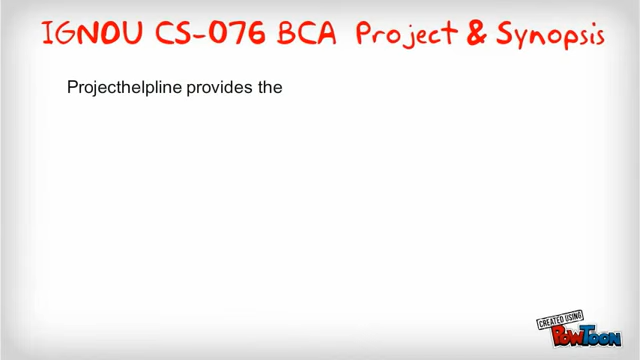 IGNOU CS-076 BCA Project & Synopsis
Projecthelpline provides the
CREATED USING
POWTOON